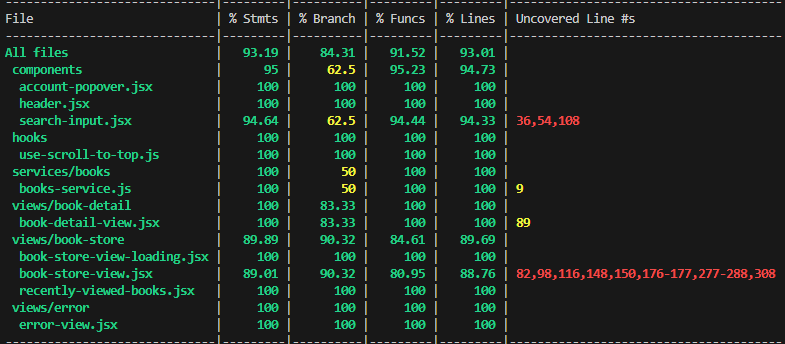 -------------------------------|---------|----------|---------|---------|---------------------------------------
File                           | % Stmts | % Branch | % Funcs | % Lines | Uncovered Line #s
-------------------------------|---------|----------|---------|---------|---------------------------------------
All files                      |   93.19 |    84.31 |   91.52 |   93.01 |
 components                    |      95 |     62.5 |   95.23 |   94.73 |
  account-popover.jsx          |     100 |      100 |     100 |     100 |
  header.jsx                   |     100 |      100 |     100 |     100 |
  search-input.jsx             |   94.64 |     62.5 |   94.44 |   94.33 | 36,54,108
 hooks                         |     100 |      100 |     100 |     100 |
  use-scroll-to-top.js         |     100 |      100 |     100 |     100 |
 services/books                |     100 |       50 |     100 |     100 |
  books-service.js             |     100 |       50 |     100 |     100 | 9
 views/book-detail             |     100 |    83.33 |     100 |     100 |
  book-detail-view.jsx         |     100 |    83.33 |     100 |     100 | 89
 views/book-store              |   89.89 |    90.32 |   84.61 |   89.69 |
  book-store-view-loading.jsx  |     100 |      100 |     100 |     100 |
  book-store-view.jsx          |   89.01 |    90.32 |   80.95 |   88.76 | 82,98,116,148,150,176-177,277-288,308
  recently-viewed-books.jsx    |     100 |      100 |     100 |     100 |
 views/error                   |     100 |      100 |     100 |     100 |
  error-view.jsx               |     100 |      100 |     100 |     100 |
-------------------------------|---------|----------|---------|---------|---------------------------------------